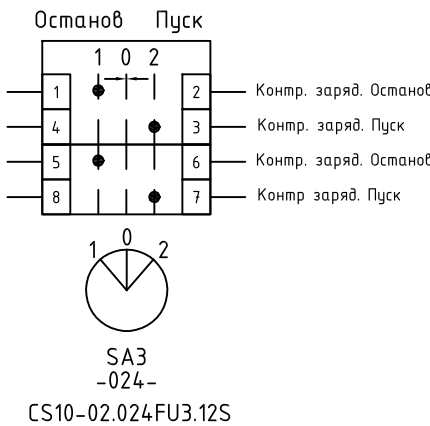 Останов Пуск
1 0 2
1 2 Контр. заряд. Останов
4 3 Контр. заряд. Пуск
5 6 Контр. заряд. Останов
8 7 Контр заряд. Пуск
1 0 2
SA3
-024-
CS10-02.024FU3.12S